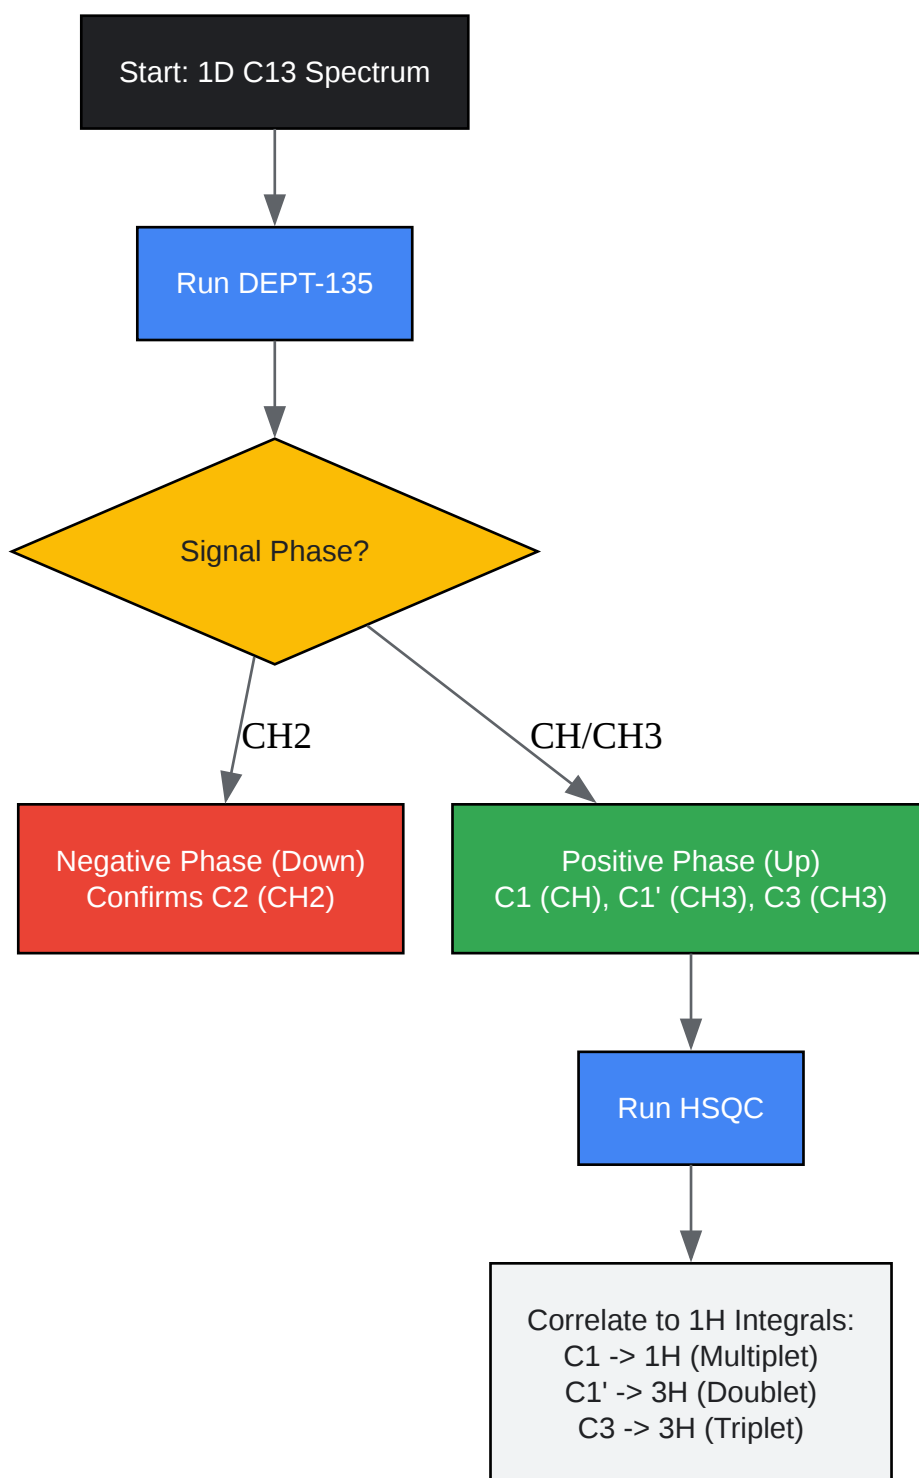 Start: 1D C13 Spectrum
Run DEPT-135
Signal Phase?
CH2
CH/CH3
Negative Phase (Down)
Confirms C2 (CH2)
Positive Phase (Up)
C1 (CH), C1' (CH3), C3 (CH3)
Run HSQC
Correlate to 1H Integrals:
C1 -> 1H (Multiplet)
C1' -> 3H (Doublet)
C3 -> 3H (Triplet)